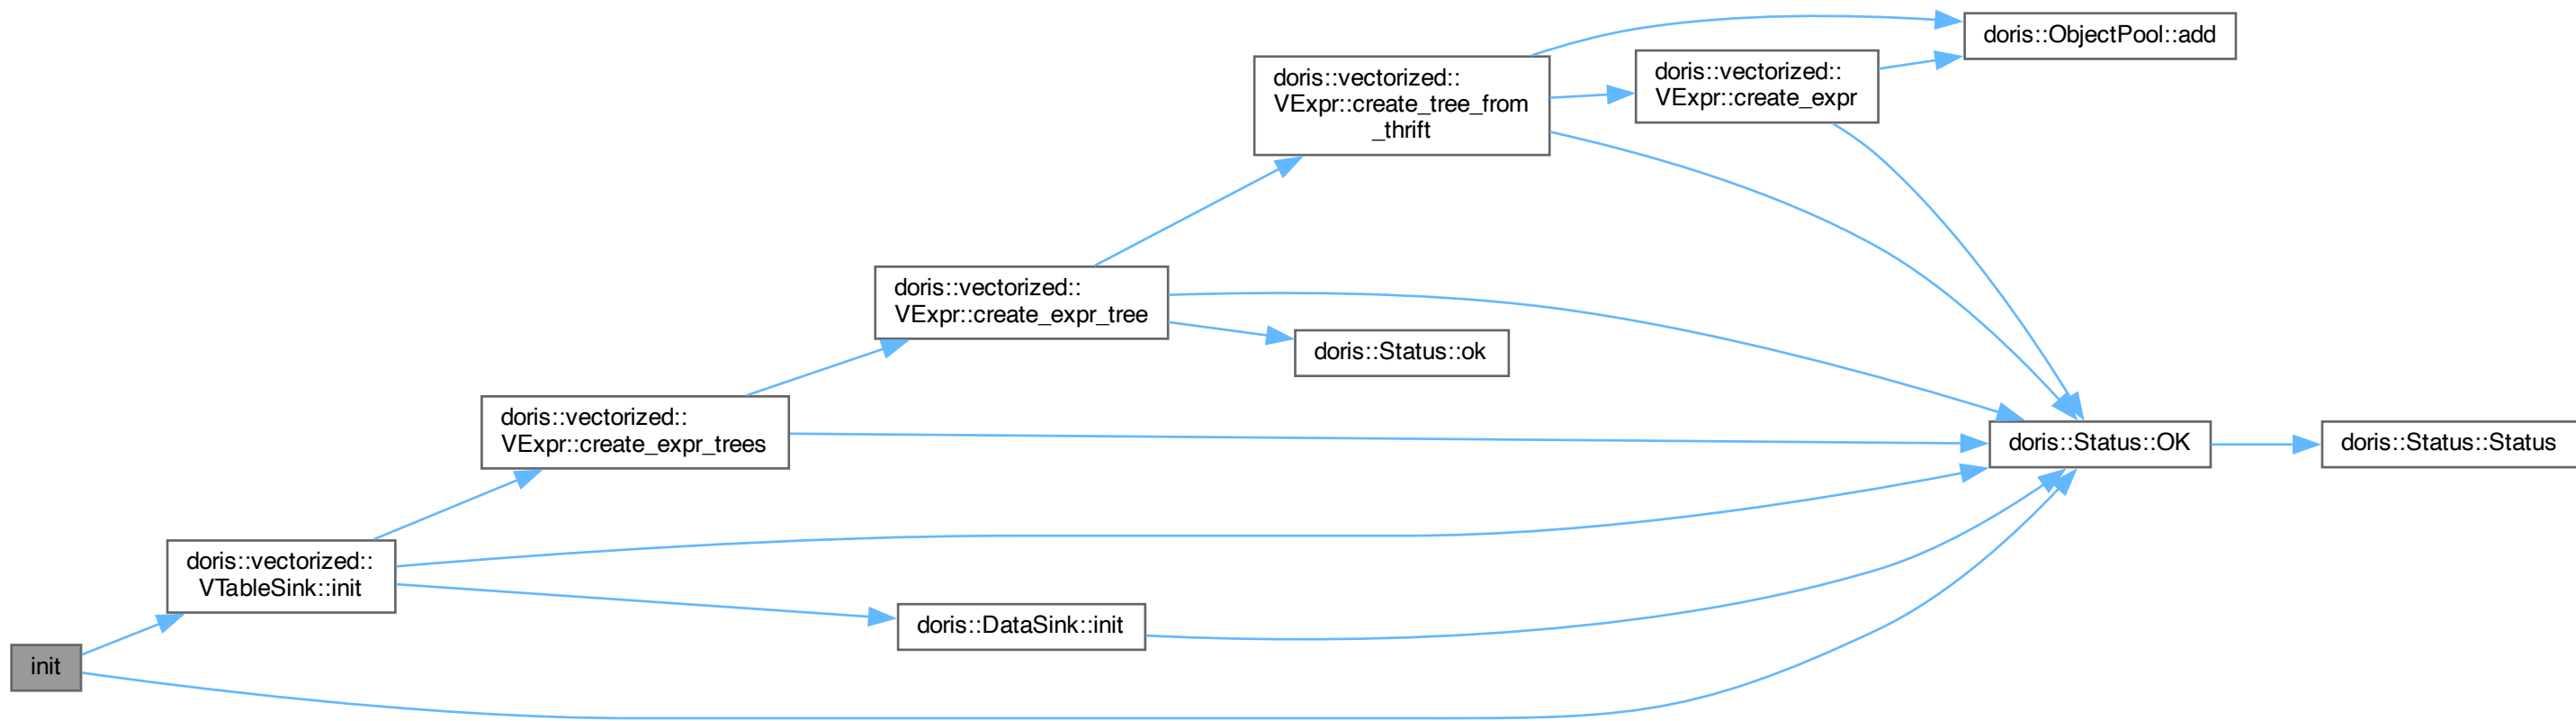 doris::ObjectPool::add
doris::vectorized::
VExpr::create_tree_from
_thrift
doris::vectorized::
VExpr::create_expr
doris::vectorized::
VExpr::create_expr_tree
doris::Status::ok
doris::vectorized::
VExpr::create_expr_trees
doris::Status::OK
doris::Status::Status
doris::vectorized::
VTableSink::init
doris::DataSink::init
init